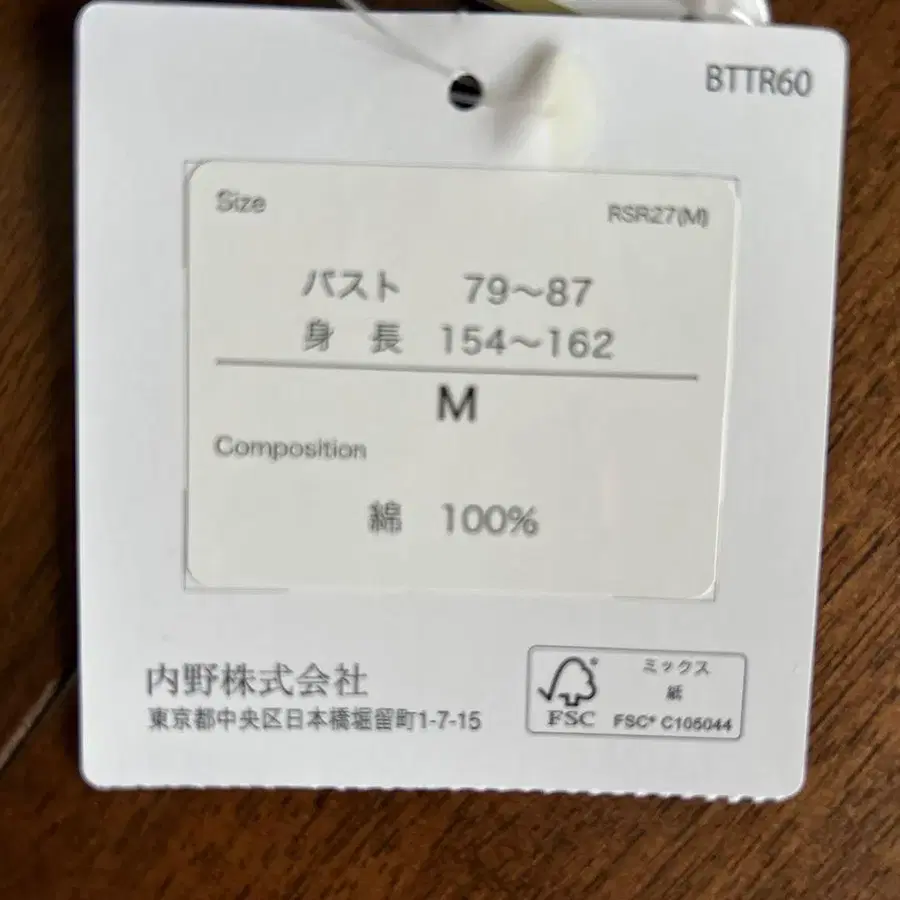 BTTR60
Size
RSR27(M)
バスト 79～87
身 長 154～162
M
Composition
綿 100%
内野株式会社
東京都中央区日本橋堀留町1-7-15
FSC
ミックス
紙
FSC® C105044